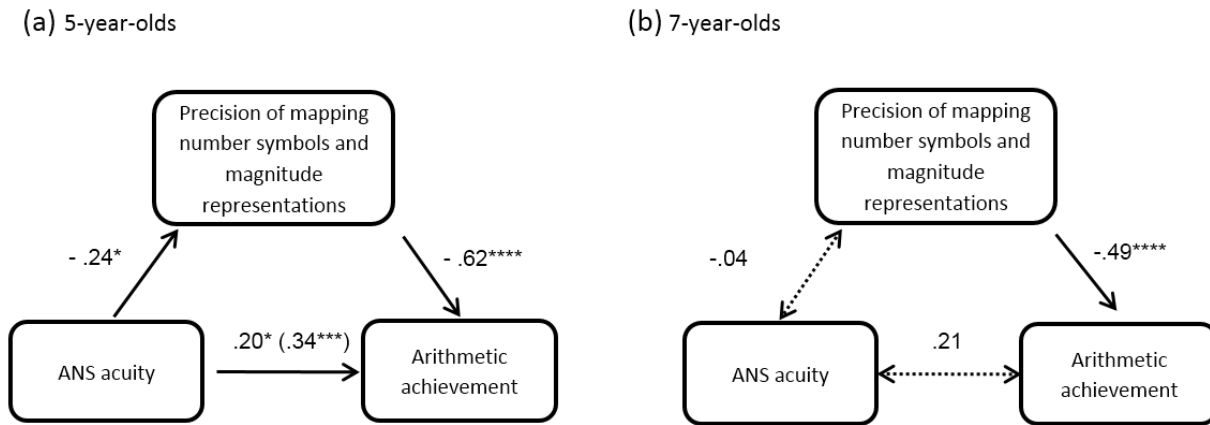 (a) 5-year-olds
Precision of mapping
number symbols and
magnitude
representations
- .24*
- .62****
.20* (.34***)
ANS acuity
Arithmetic
achievement
(b) 7-year-olds
Precision of mapping
number symbols and
magnitude
representations
-.04
-.49****
.21
ANS acuity
Arithmetic
achievement